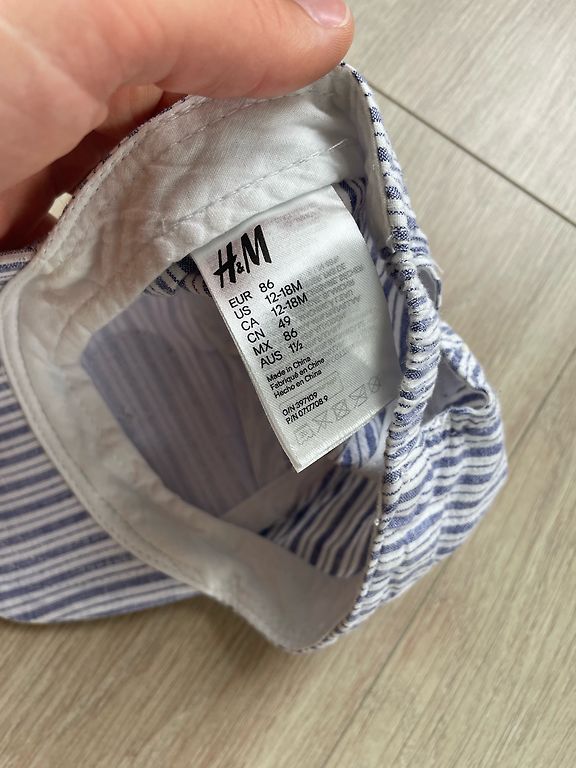 H&M
EUR 86
US 12-18M
CA 12-18M
CN 49
MX 86
AUS 1½
Made in China
Fabriqué en Chine
Hecho en China
O/N 397109
P/N 0717708 9